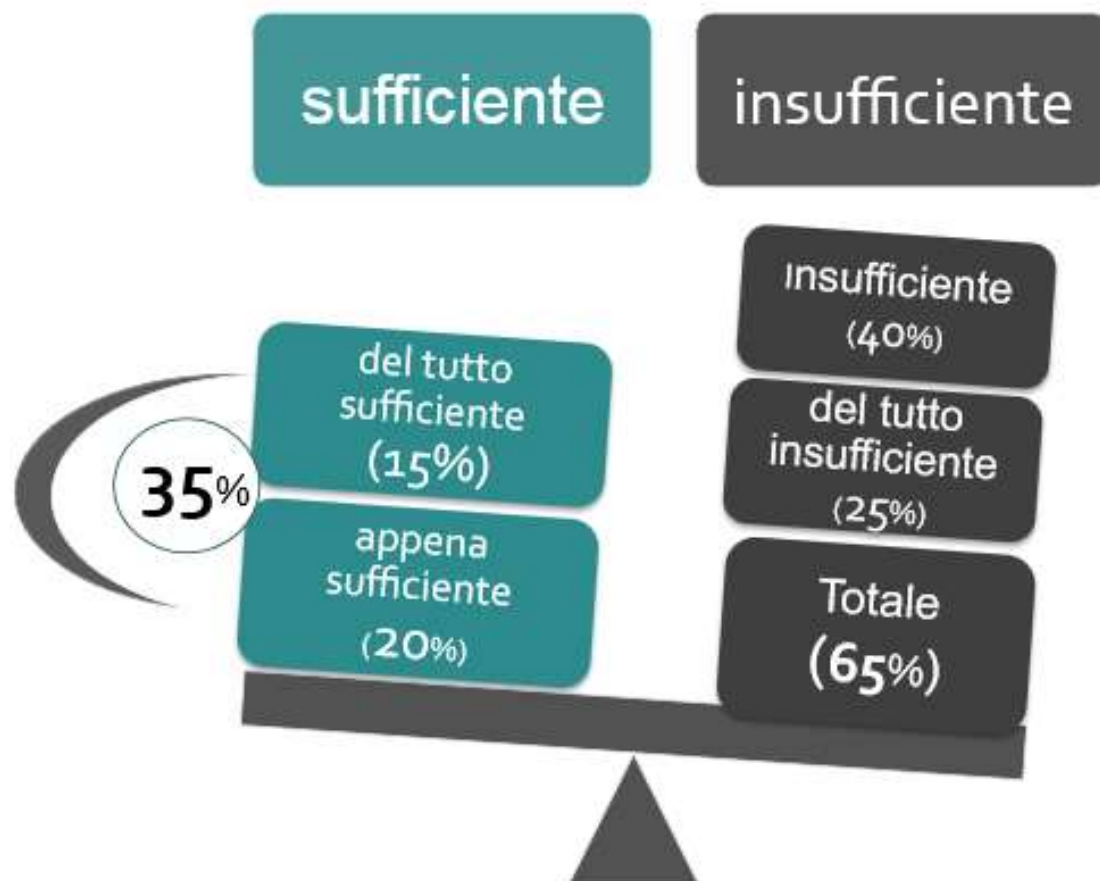 sufficiente
insufficiente
del tutto
sufficiente
(15%)
appena
sufficiente
(20%)
35%
insufficiente
(40%)
del tutto
insufficiente
(25%)
Totale
(65%)